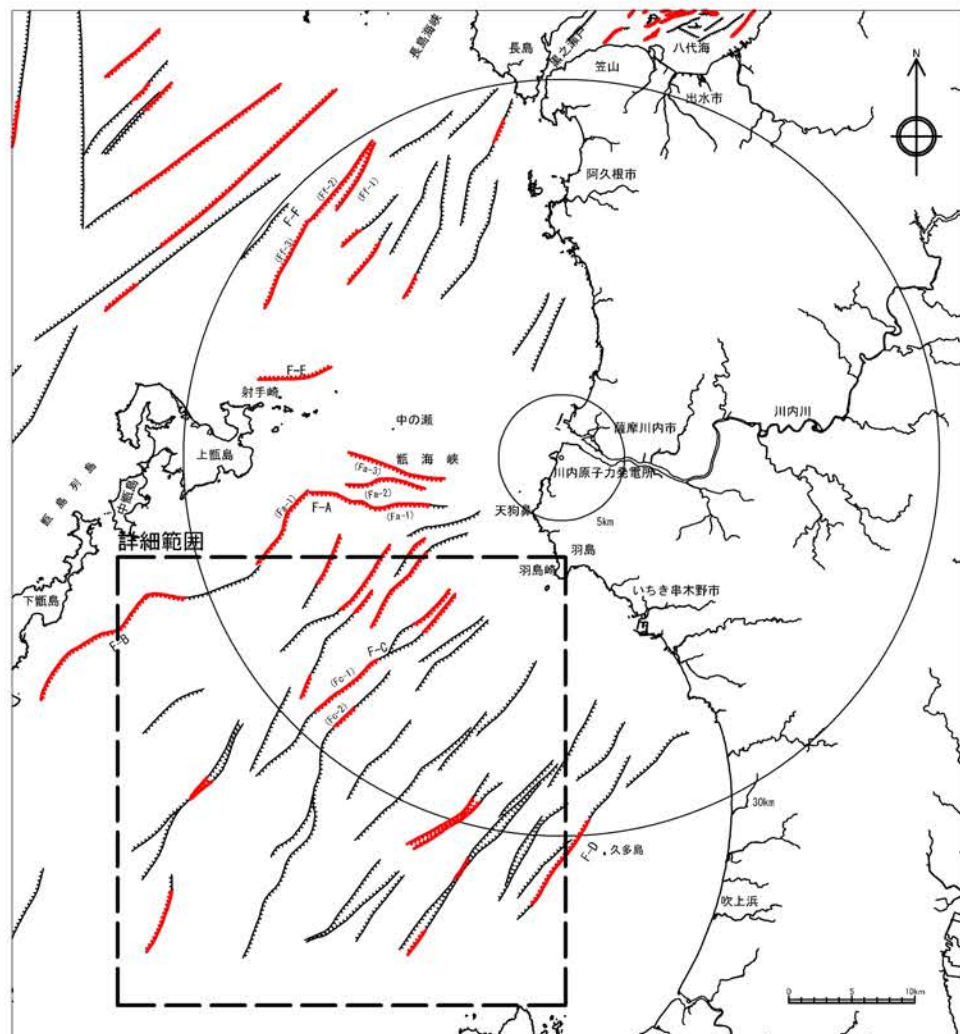 長島海峡
長島
黒之瀬戸
笠山
八代海
出水市
N
阿久根市
F-F
(Ff-2)
(Ff-1)
(Ff-3)
F-E
射手崎
中の瀬
甑海峡
上甑島
中甑島
甑島列島
下甑島
(Fa-3)
(Fa-2)
(Fa-1)
F-A
(Fa-1)
薩摩川内市
川内川
川内原子力発電所
5km
天狗鼻
羽島
羽島崎
いちき串木野市
詳細範囲
F-B
F-C
(Fc-1)
(Fc-2)
30km
F-D
久多島
吹上浜
0 5 10km